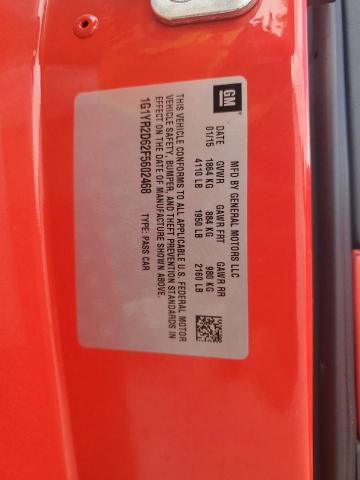 GM
MFD BY GENERAL MOTORS LLC
DATE GVWR GAWR FRT GAWR RR
01/15 1864 KG 884 KG 980 KG
4110 LB 1950 LB 2160 LB
THIS VEHICLE CONFORMS TO ALL APPLICABLE U.S. FEDERAL MOTOR
VEHICLE SAFETY, BUMPER, AND THEFT PREVENTION STANDARDS IN
EFFECT ON THE DATE OF MANUFACTURE SHOWN ABOVE.
1G1YR2D62F5602468 TYPE: PASS CAR